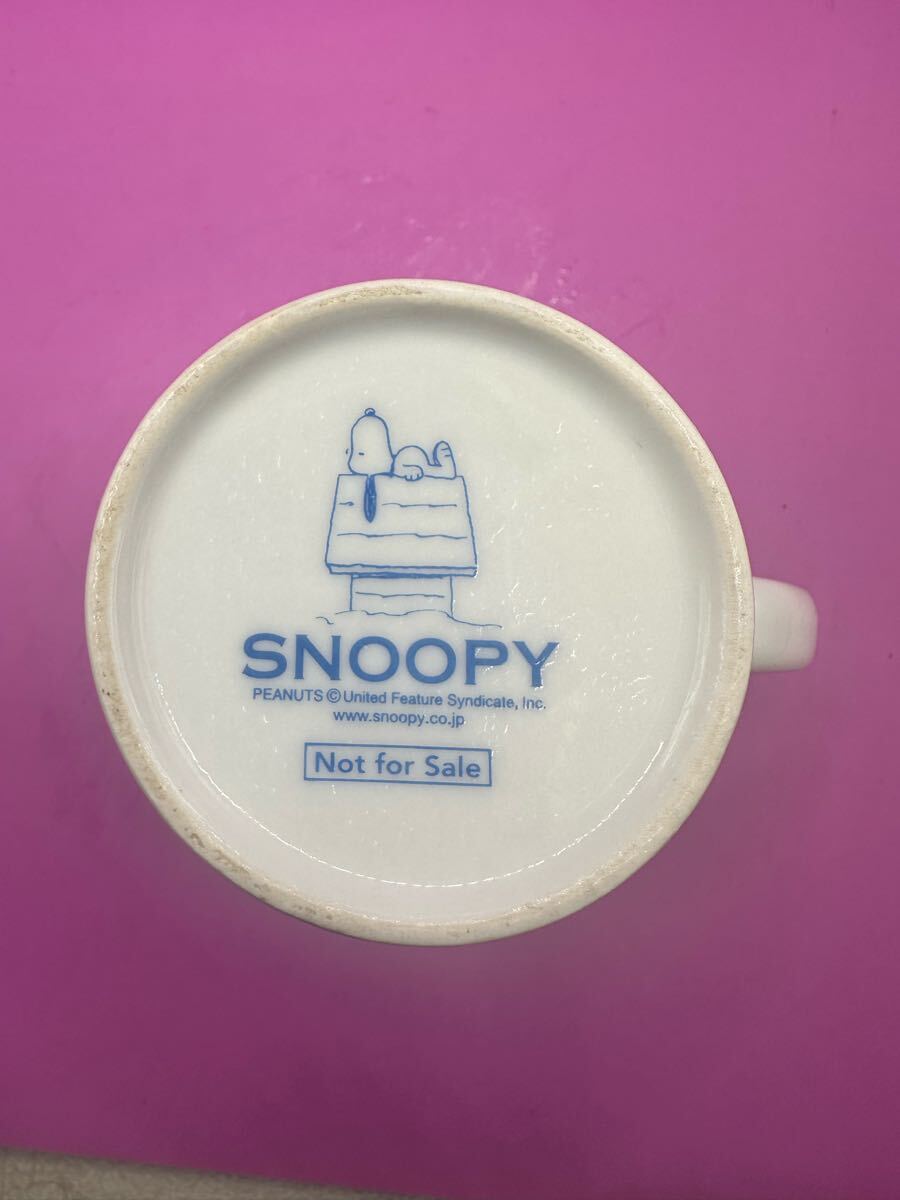 SNOOPY
PEANUTS © United Feature Syndicate, Inc.
www.snoopy.co.jp
Not for Sale